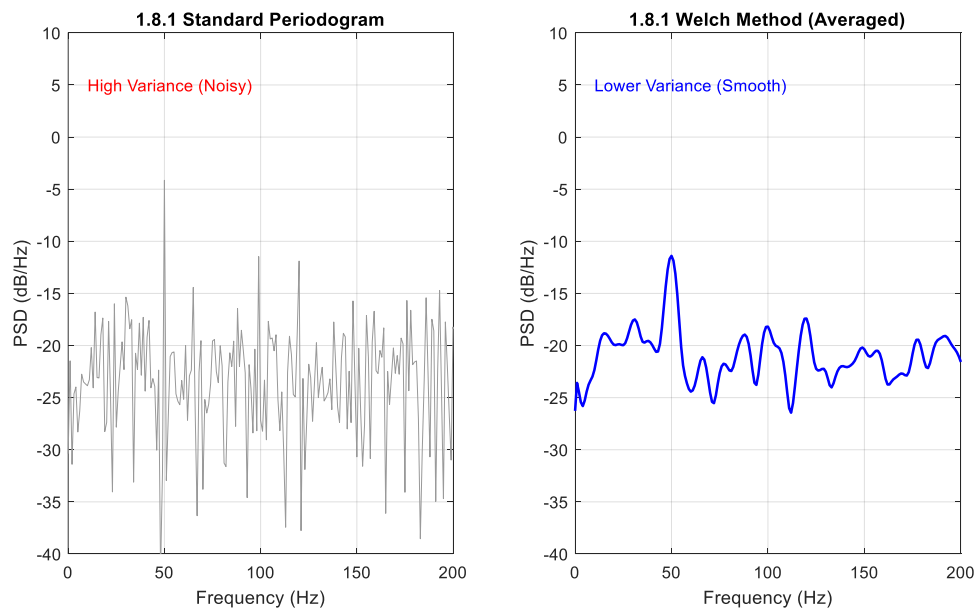 1.8.1 Standard Periodogram
High Variance (Noisy)
PSD (dB/Hz)
10
5
0
-5
-10
-15
-20
-25
-30
-35
-40
0 50 100 150 200
Frequency (Hz)
1.8.1 Welch Method (Averaged)
Lower Variance (Smooth)
PSD (dB/Hz)
10
5
0
-5
-10
-15
-20
-25
-30
-35
-40
0 50 100 150 200
Frequency (Hz)